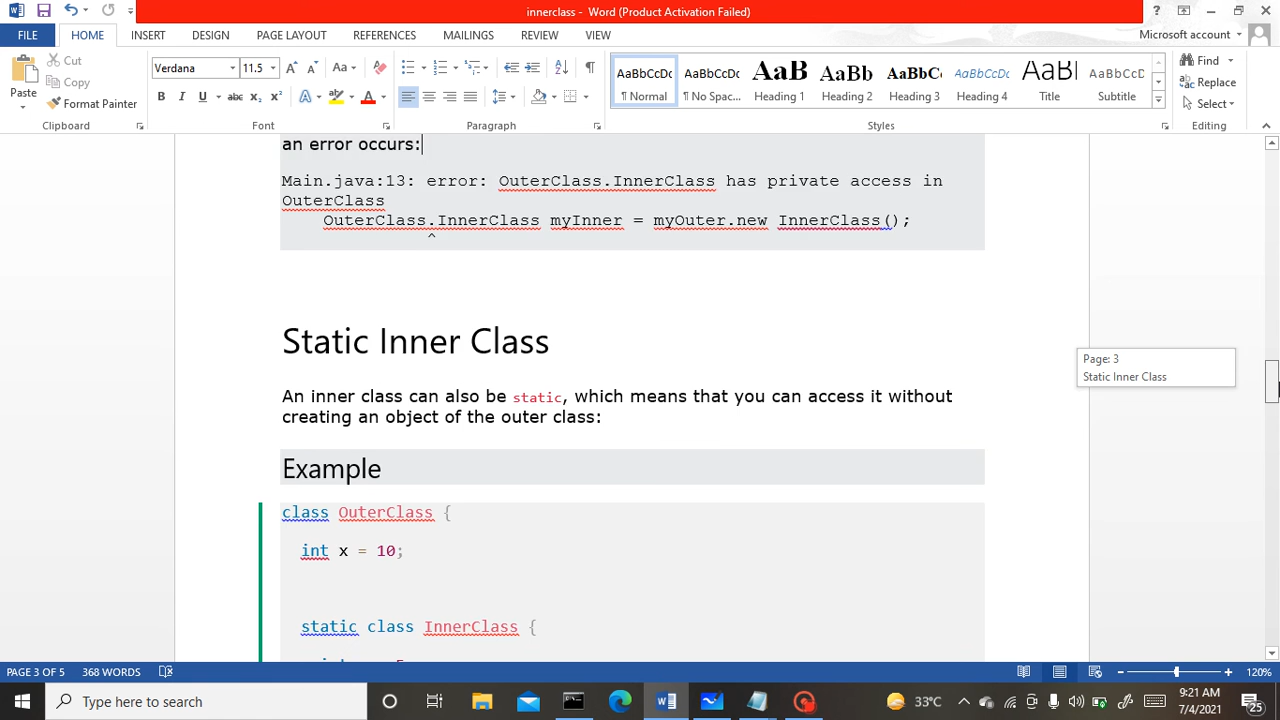 innerclass - Word (Product Activation Failed)
FILE HOME INSERT DESIGN PAGE LAYOUT REFERENCES MAILINGS REVIEW VIEW Microsoft account
Paste
Cut
Copy
Format Painter
Clipboard
Verdana 11.5
Font
Paragraph
AaBbCcDc AaBbCcDc AaB AaBb AaBbC AaBbCcDc AaBl AaBbCcDc
¶ Normal ¶ No Spac... Heading 1 Heading 2 Heading 3 Heading 4 Title Subtitle
Styles
Find
Replace
Select
Editing
an error occurs:
Main.java:13: error: OuterClass.InnerClass has private access in
OuterClass
OuterClass.InnerClass myInner = myOuter.new InnerClass();
^
Static Inner Class
Page: 3
Static Inner Class
An inner class can also be static, which means that you can access it without
creating an object of the outer class:
Example
class OuterClass {
int x = 10;
static class InnerClass {
PAGE 3 OF 5 368 WORDS 120%
Type here to search
33°C
9:21 AM
7/4/2021
25